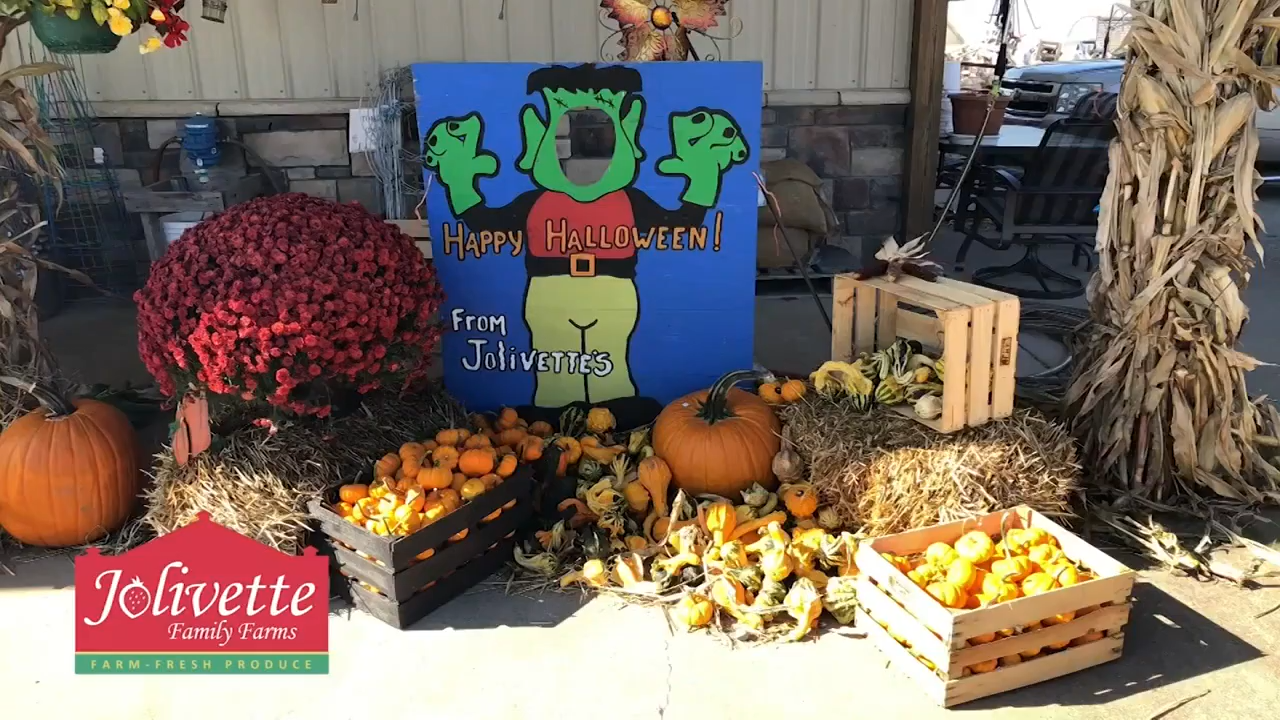 HAPPY HALLOWEEN!
FROM
JOLIVETTE'S
Jolivette
Family Farms
FARM-FRESH PRODUCE